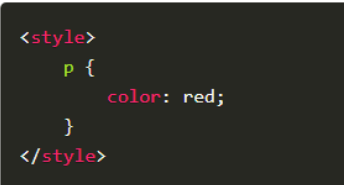 <style>
    p {
        color: red;
    }
</style>